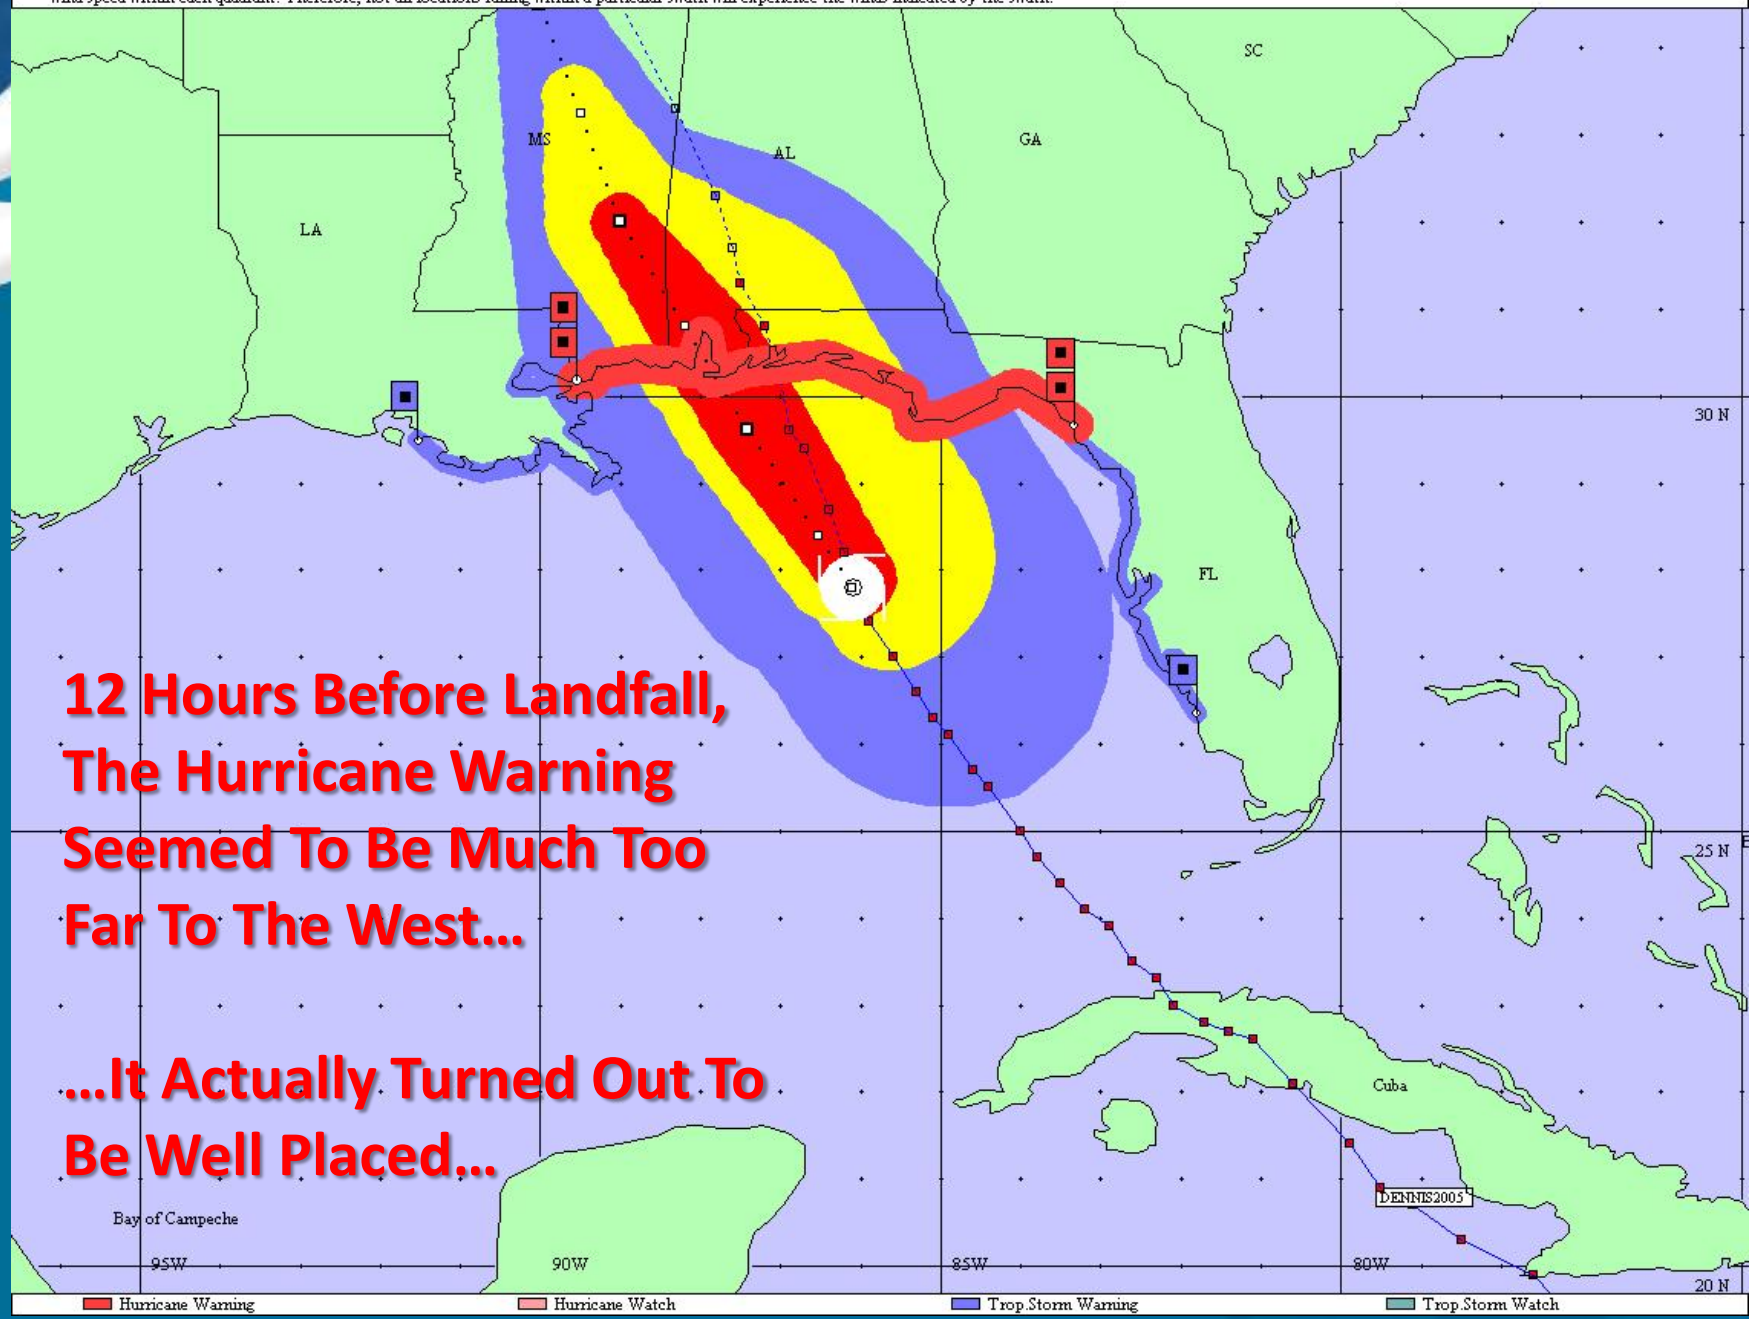 SC
MS
AL
GA
LA
30 N
FL
12 Hours Before Landfall,
The Hurricane Warning
Seemed To Be Much Too
Far To The West...
25 N
...It Actually Turned Out To
Be Well Placed...
Cuba
DENNIS2005
Bay of Campeche
95W
90W
85W
80W
20 N
Hurricane Warning
Hurricane Watch
Trop.Storm Warning
Trop.Storm Watch